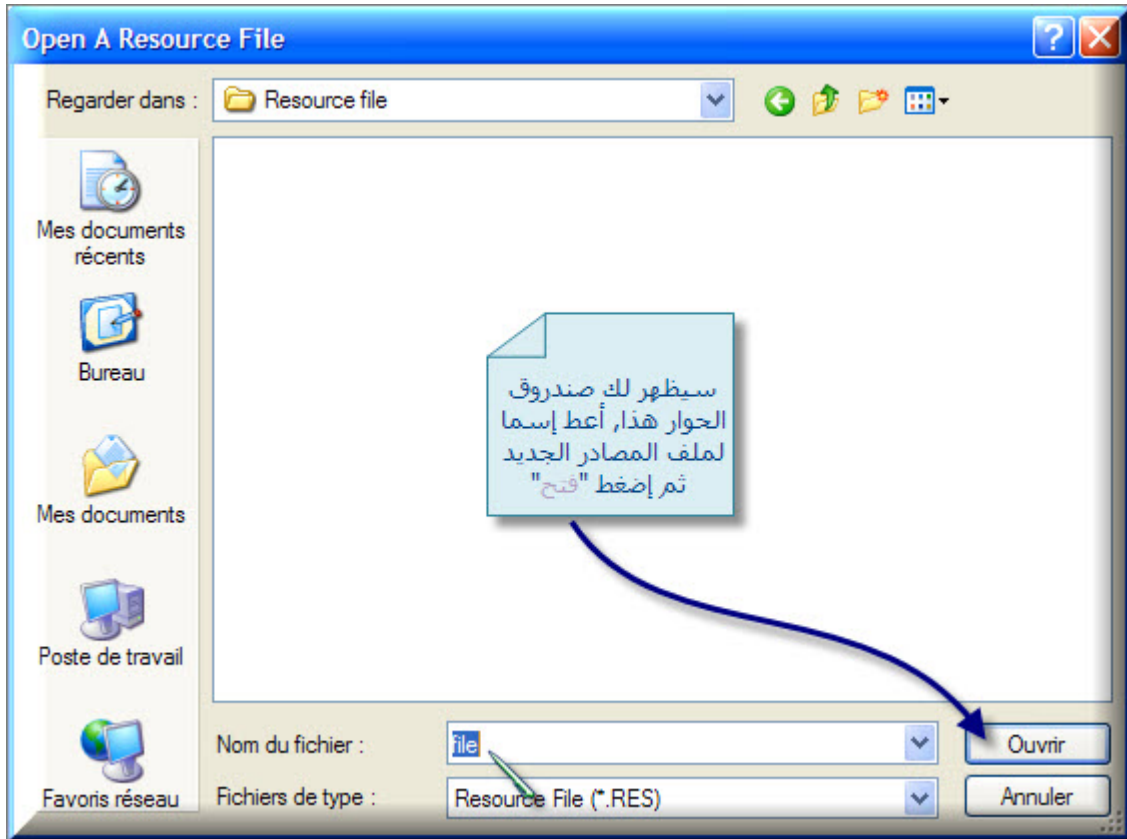 Open A Resource File
Regarder dans :
Resource file
Mes documents
récents
Bureau
Mes documents
Poste de travail
Favoris réseau
سيظهر لك صندروق
الحوار هذا, أعط إسما
لملف المصادر الجديد
ثم إضغط "فتح"
Nom du fichier :
file
Ouvrir
Fichiers de type :
Resource File (*.RES)
Annuler